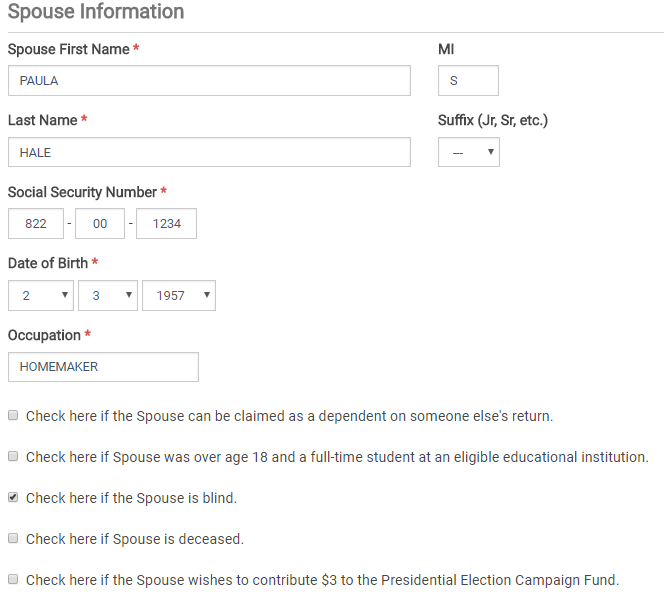 Spouse Information
Spouse First Name * MI
PAULA S
Last Name * Suffix (Jr, Sr, etc.)
HALE ---
Social Security Number *
822 - 00 - 1234
Date of Birth *
2 3 1957
Occupation *
HOMEMAKER
Check here if the Spouse can be claimed as a dependent on someone else's return.
Check here if Spouse was over age 18 and a full-time student at an eligible educational institution.
Check here if the Spouse is blind.
Check here if Spouse is deceased.
Check here if the Spouse wishes to contribute $3 to the Presidential Election Campaign Fund.